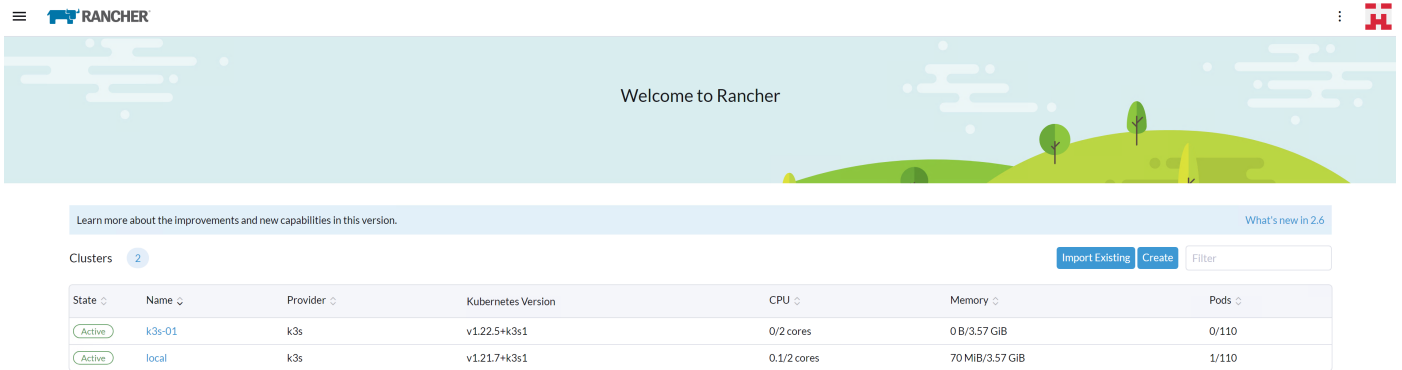 RANCHER
Welcome to Rancher
Learn more about the improvements and new capabilities in this version. What's new in 2.6
Clusters 2 Import Existing Create Filter
State Name Provider Kubernetes Version CPU Memory Pods
Active k3s-01 k3s v1.22.5+k3s1 0/2 cores 0 B/3.57 GiB 0/110
Active local k3s v1.21.7+k3s1 0.1/2 cores 70 MiB/3.57 GiB 1/110